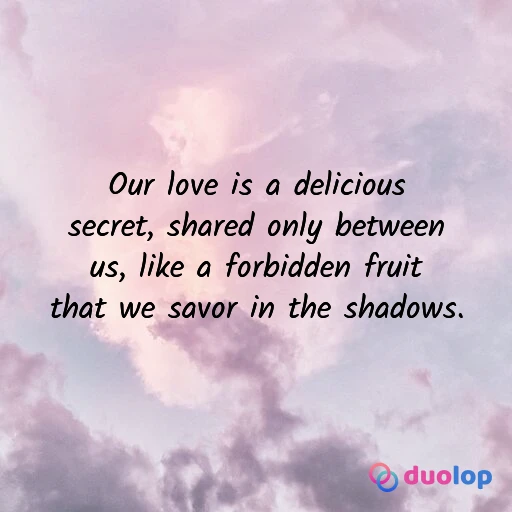 Our love is a delicious
secret, shared only between
us, like a forbidden fruit
that we savor in the shadows.
duolop